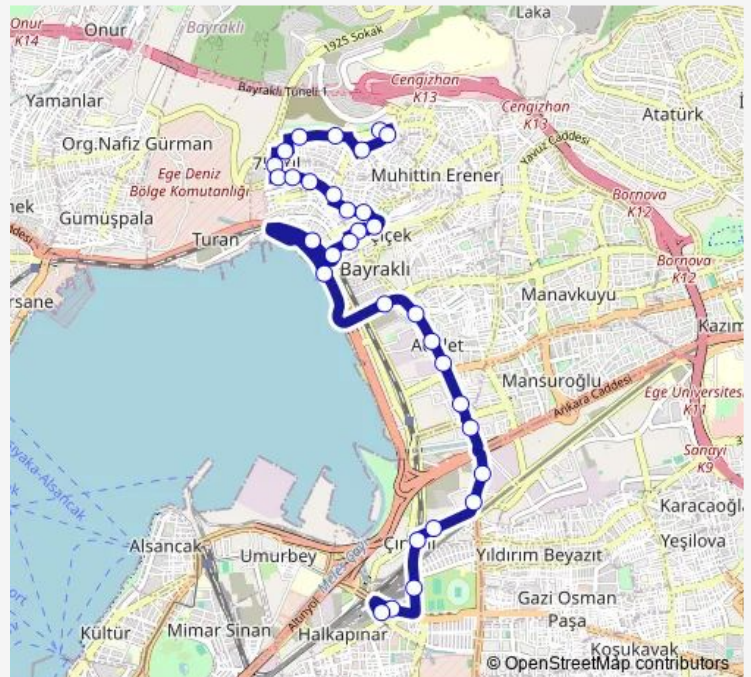 Laka
Onur
K14
Onur
Bayraklı
1925 Sokak
Bayraklı Tüneli 1
Cengizhan
K13
Yamanlar
Cengizhan
K13
Atatürk
Org.Nafiz Gürman
Yavuz Caddesi
Ege Deniz
Bölge Komutanlığı
Muhittin Erener
Bornova
K12
Gümüşpala
Turan
Bayraklı
Bornova
K12
Manavkuyu
Kazım
Mansuroğlu
Ankara Caddesi
Ege Üniversites
K11
Sanayi
K9
Karacaoğla
Yeşilova
Alsancak
Umurbey
Yıldırım Beyazıt
Gazi Osman
Paşa
Altınyol
Kültür
Mimar Sinan
Halkapınar
Koşukavak
© OpenStreetMap contributors